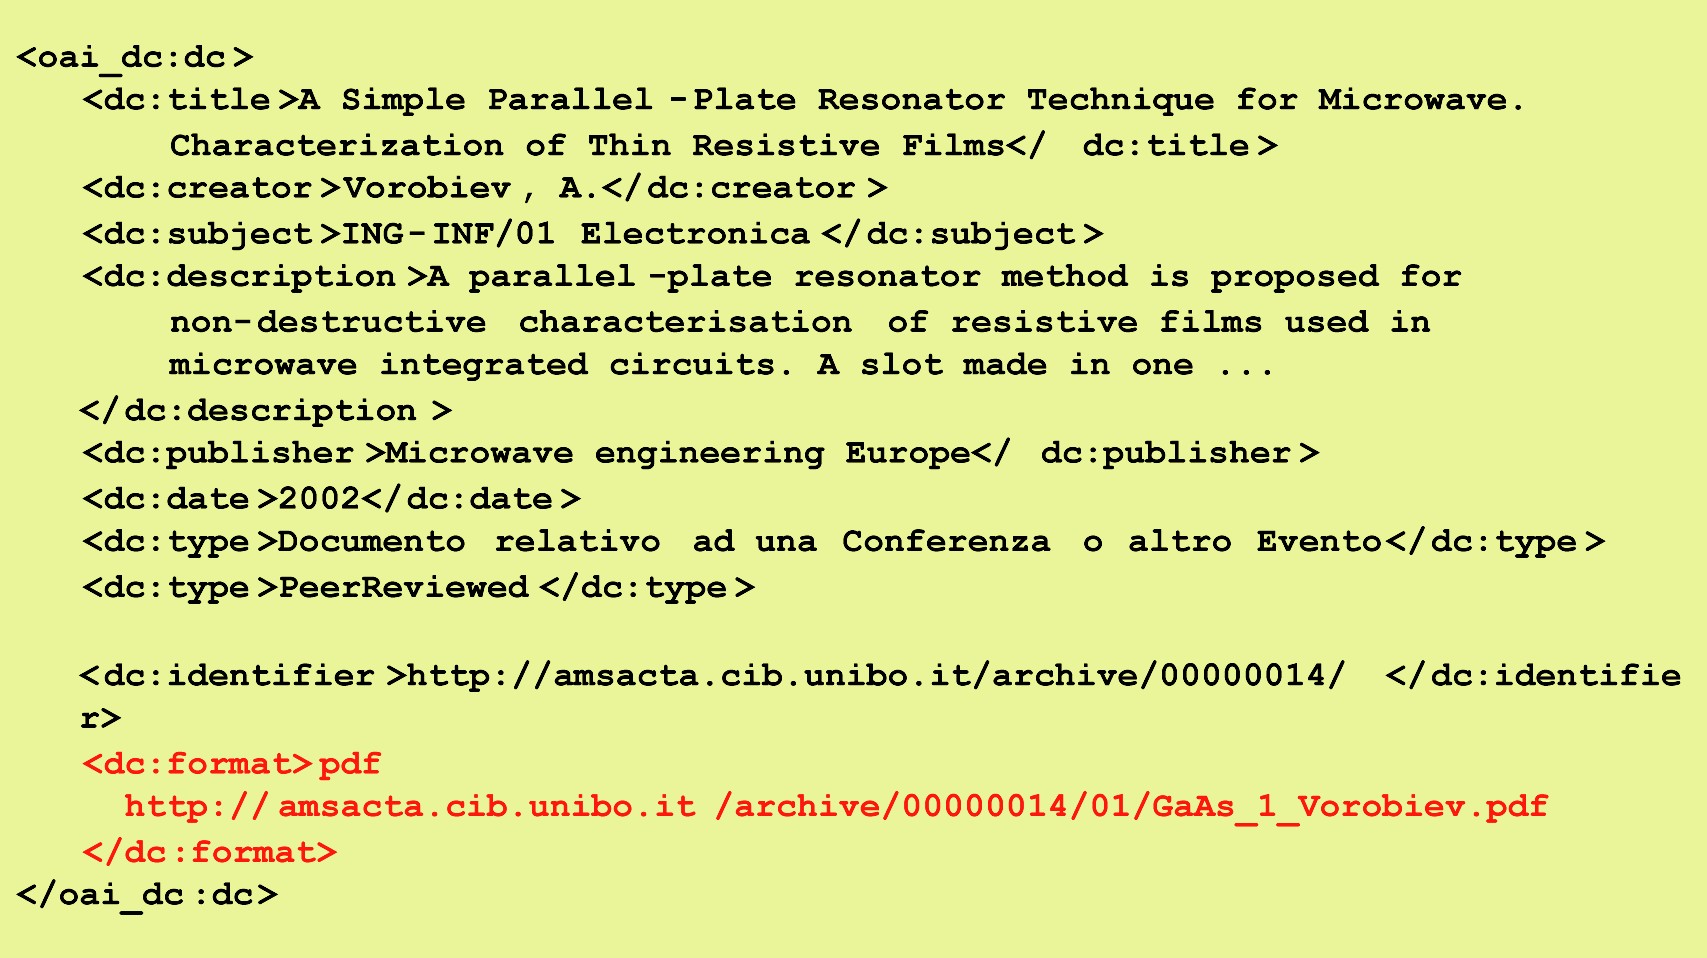 <oai_dc:dc>
<dc:title>A Simple Parallel-Plate Resonator Technique for Microwave.
Characterization of Thin Resistive Films</ dc:title>
<dc:creator>Vorobiev, A.</dc:creator>
<dc:subject>ING-INF/01 Electronica</dc:subject>
<dc:description>A parallel-plate resonator method is proposed for
non-destructive characterisation of resistive films used in
microwave integrated circuits. A slot made in one ...
</dc:description>
<dc:publisher>Microwave engineering Europe</ dc:publisher>
<dc:date>2002</dc:date>
<dc:type>Documento relativo ad una Conferenza o altro Evento</dc:type>
<dc:type>PeerReviewed</dc:type>
<dc:identifier>http://amsacta.cib.unibo.it/archive/00000014/ </dc:identifie
r>
<dc:format>pdf
http://amsacta.cib.unibo.it/archive/00000014/01/GaAs_1_Vorobiev.pdf
</dc:format>
</oai_dc:dc>